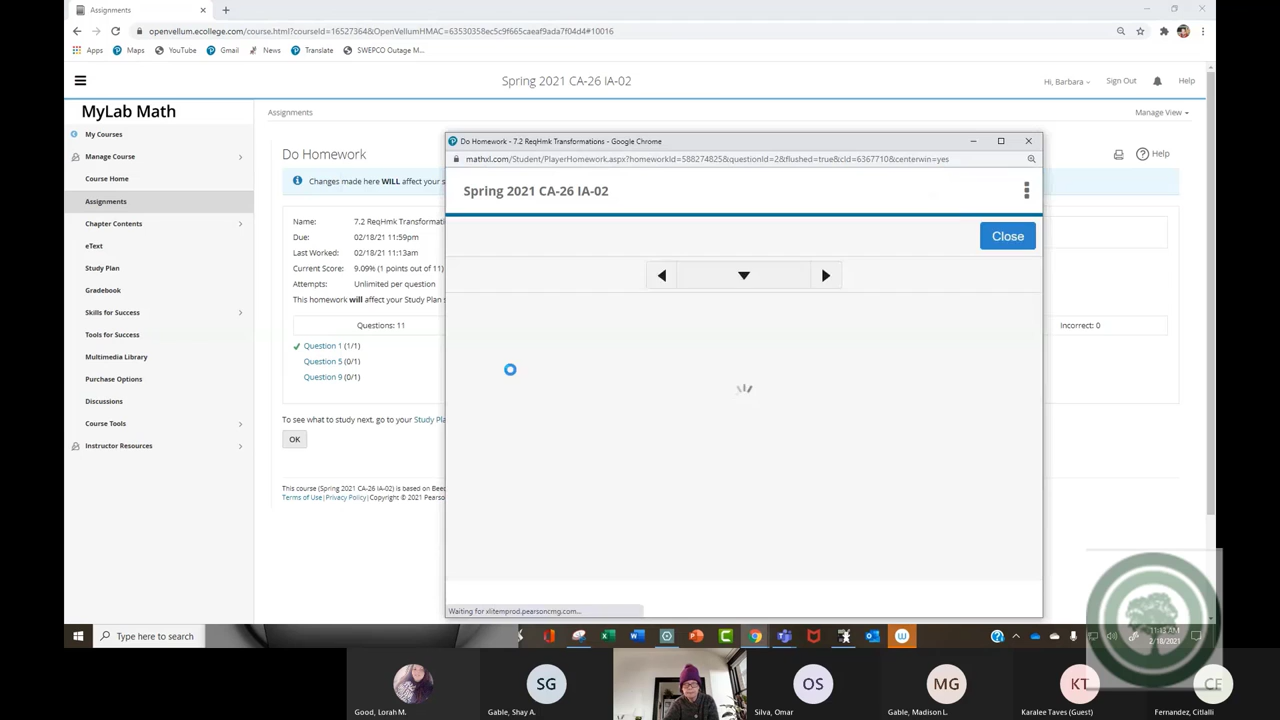 Assignments
openvellum.ecollege.com/course.html?courseId=16527364&OpenVellumHMAC=63530358ec5c9f665caeaf9ada7f04d4#10016
Apps
Maps
YouTube
Gmail
News
Translate
SWEPCO Outage M...
Spring 2021 CA-26 IA-02
Hi, Barbara
Sign Out
Help
MyLab Math
Assignments
Manage View
My Courses
Manage Course
Course Home
Assignments
Chapter Contents
eText
Study Plan
Gradebook
Skills for Success
Tools for Success
Multimedia Library
Purchase Options
Discussions
Course Tools
Instructor Resources
Do Homework
Help
Changes made here WILL affect your s
Name: 7.2 ReqHmk Transformati
Due: 02/18/21 11:59pm
Last Worked: 02/18/21 11:13am
Current Score: 9.09% (1 points out of 11)
Attempts: Unlimited per question
This homework will affect your Study Plan s
Questions: 11
Incorrect: 0
Question 1 (1/1)
Question 5 (0/1)
Question 9 (0/1)
To see what to study next, go to your Study Pla
OK
This course (Spring 2021 CA-26 IA-02) is based on Beec
Terms of Use | Privacy Policy | Copyright © 2021 Pearso
Do Homework - 7.2 ReqHmk Transformations - Google Chrome
mathxl.com/Student/PlayerHomework.aspx?homeworkId=588274825&questionId=2&flushed=true&cId=6367710&centerwin=yes
Spring 2021 CA-26 IA-02
Close
Waiting for xlitemprod.pearsoncmg.com...
Type here to search
11:13 AM
2/18/2021
SG
OS
MG
KT
CE
Good, Lorah M.
Gable, Shay A.
Silva, Omar
Gable, Madison L.
Karalee Taves (Guest)
Fernandez, Citlalli